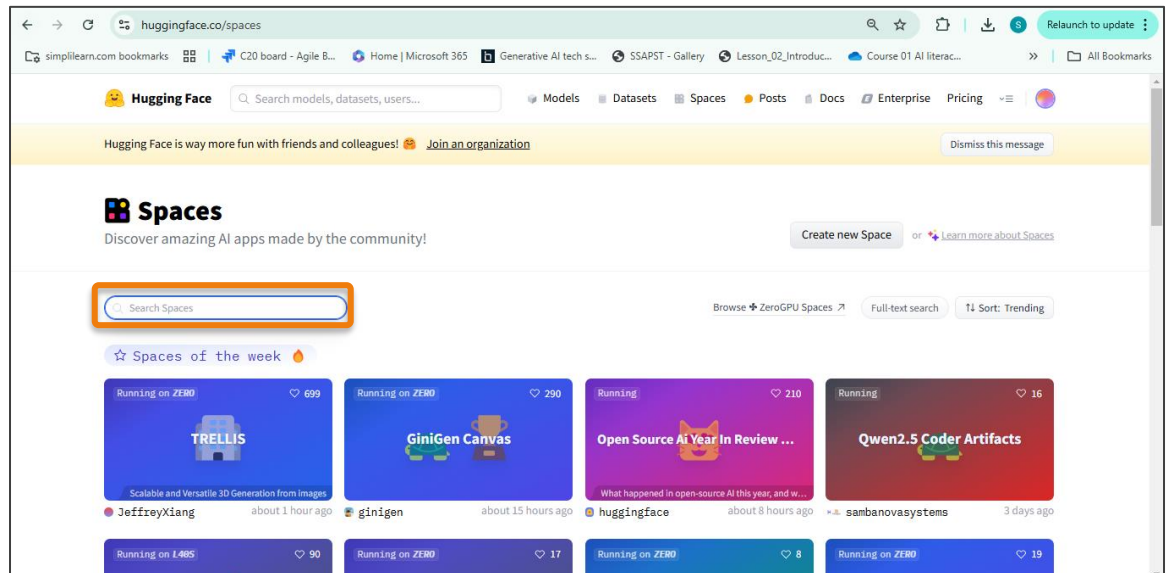 huggingface.co/spaces
S
Relaunch to update
simplilearn.com bookmarks
C20 board - Agile B...
Home | Microsoft 365
Generative AI tech s...
SSAPST - Gallery
Lesson_02_Introduc...
Course 01 AI literac...
»
All Bookmarks
Hugging Face
Search models, datasets, users...
Models
Datasets
Spaces
Posts
Docs
Enterprise
Pricing
Hugging Face is way more fun with friends and colleagues! 🤗 Join an organization
Dismiss this message
Spaces
Discover amazing AI apps made by the community!
Create new Space
or Learn more about Spaces
Search Spaces
Browse ZeroGPU Spaces
Full-text search
Sort: Trending
Spaces of the week 🔥
Running on ZERO
699
TRELLIS
Scalable and Versatile 3D Generation from images
JeffreyXiang
about 1 hour ago
Running on ZERO
290
GiniGen Canvas
ginigen
about 15 hours ago
Running
210
Open Source Ai Year In Review ...
What happened in open-source AI this year, and w...
huggingface
about 8 hours ago
Running
16
Qwen2.5 Coder Artifacts
sambanovasystems
3 days ago
Running on L40S
90
Running on ZERO
17
Running on ZERO
8
Running on ZERO
19